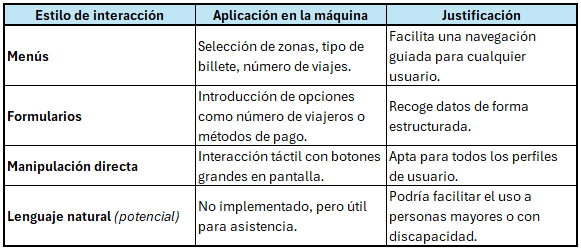 Estilo de interacción
Aplicación en la máquina
Justificación
Menús
Selección de zonas, tipo de
billete, número de viajes.
Facilita una navegación
guiada para cualquier
usuario.
Formularios
Introducción de opciones
como número de viajeros o
métodos de pago.
Recoge datos de forma
estructurada.
Manipulación directa
Interacción táctil con botones
grandes en pantalla.
Apta para todos los perfiles
de usuario.
Lenguaje natural (potencial)
No implementado, pero útil
para asistencia.
Podría facilitar el uso a
personas mayores o con
discapacidad.